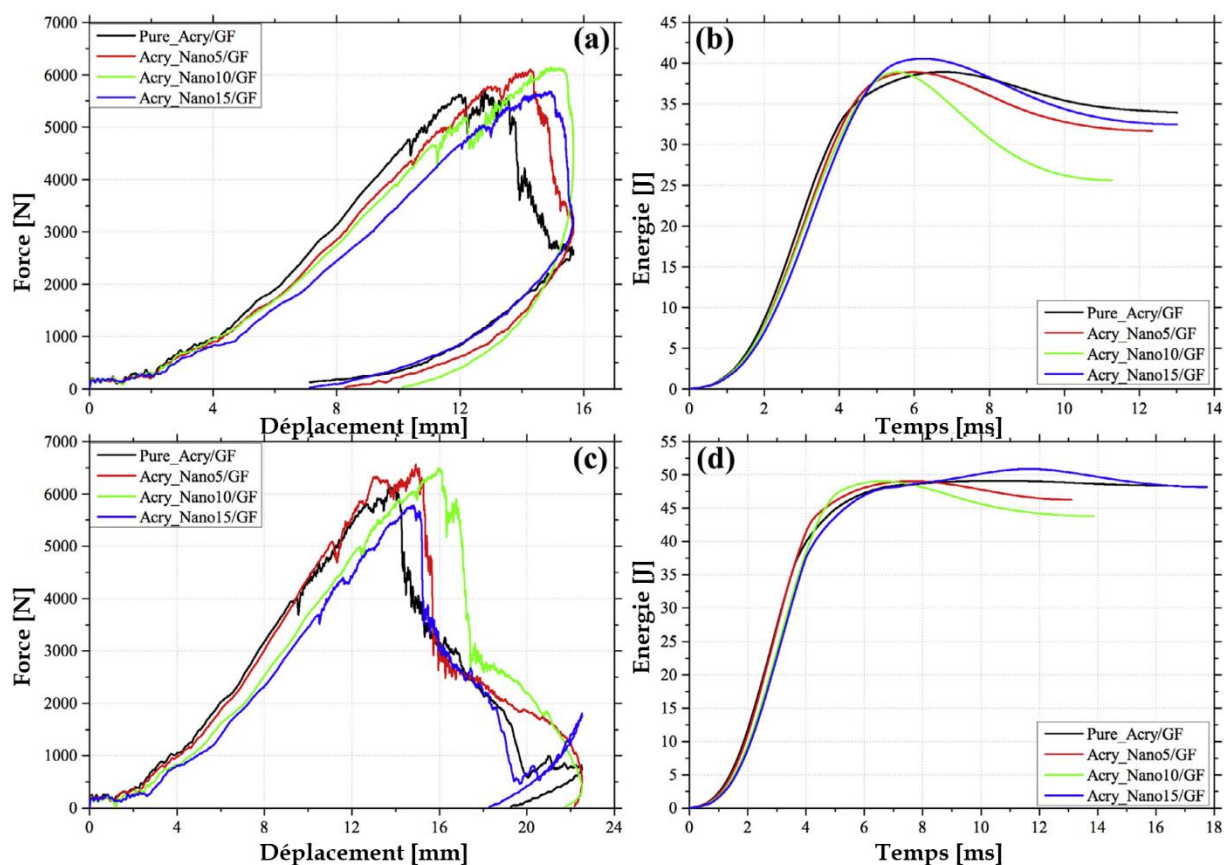 7000
6000
5000
4000
3000
2000
1000
0
Force [N]
Pure_Acry/GF
Acry_Nano5/GF
Acry_Nano10/GF
Acry_Nano15/GF
(a)
0 4 8 12 16
Déplacement [mm]
45
40
35
30
25
20
15
10
5
0
Energie [J]
(b)
Pure_Acry/GF
Acry_Nano5/GF
Acry_Nano10/GF
Acry_Nano15/GF
0 2 4 6 8 10 12 14
Temps [ms]
7000
6000
5000
4000
3000
2000
1000
0
Force [N]
Pure_Acry/GF
Acry_Nano5/GF
Acry_Nano10/GF
Acry_Nano15/GF
(c)
0 4 8 12 16 20 24
Déplacement [mm]
55
50
45
40
35
30
25
20
15
10
5
0
Energie [J]
(d)
Pure_Acry/GF
Acry_Nano5/GF
Acry_Nano10/GF
Acry_Nano15/GF
0 2 4 6 8 10 12 14 16 18
Temps [ms]